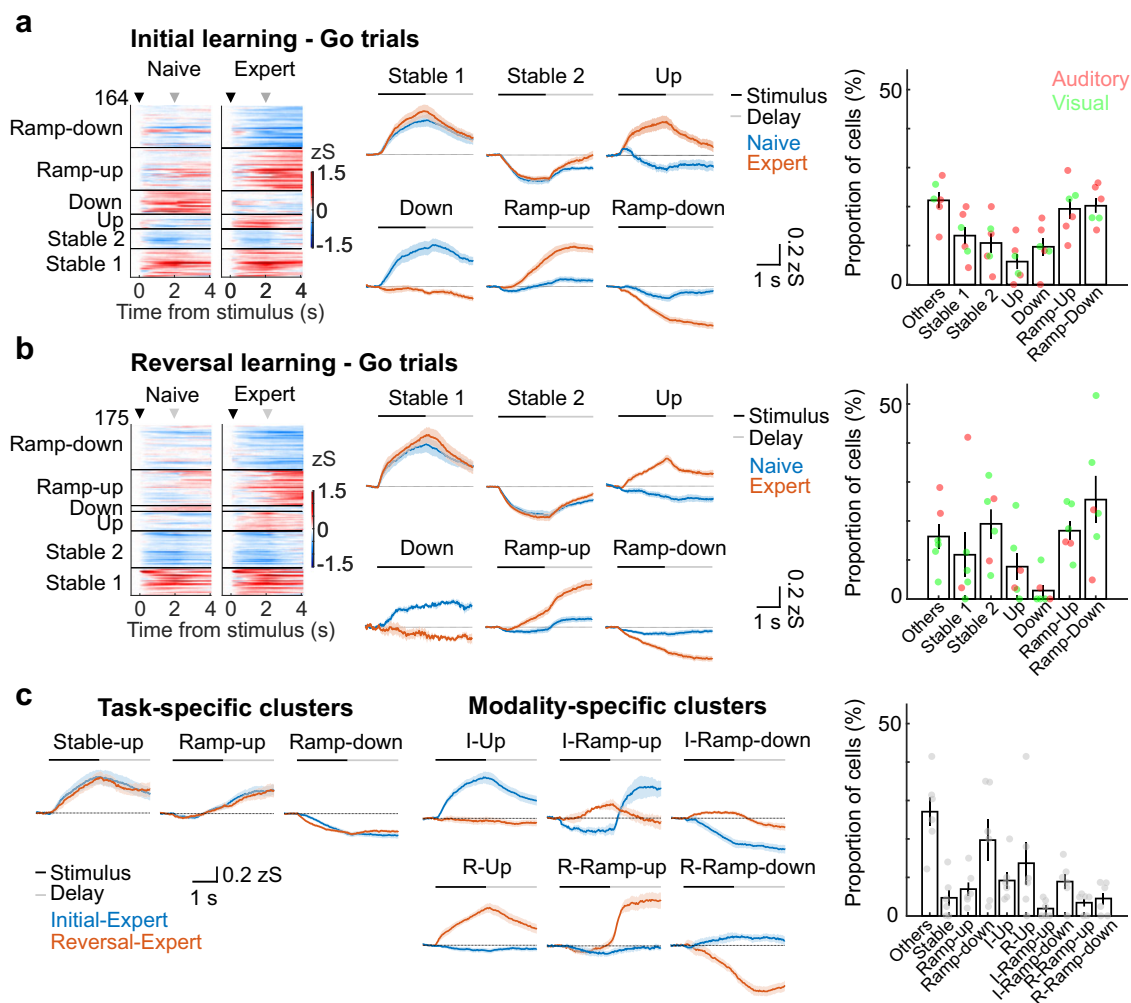 a
Initial learning - Go trials
Naive Expert
164
Ramp-down
Ramp-up
Down
Up
Stable 2
Stable 1
zS
1.5
0
-1.5
0 2 4 0 2 4
Time from stimulus (s)
Stable 1 Stable 2 Up
Down Ramp-up Ramp-down
Stimulus
Delay
Naive
Expert
0.2 zS
1 s
Proportion of cells (%)
50
0
Auditory
Visual
Others Stable 1 Stable 2 Up Down Ramp-Up Ramp-Down
b
Reversal learning - Go trials
Naive Expert
175
Ramp-down
Ramp-up
Down
Up
Stable 2
Stable 1
zS
1.5
0
-1.5
0 2 4 0 2 4
Time from stimulus (s)
Stable 1 Stable 2 Up
Down Ramp-up Ramp-down
Stimulus
Delay
Naive
Expert
0.2 zS
1 s
Proportion of cells (%)
50
0
Others Stable 1 Stable 2 Up Down Ramp-Up Ramp-Down
c
Task-specific clusters
Stable-up Ramp-up Ramp-down
Stimulus
Delay
Initial-Expert
Reversal-Expert
0.2 zS
1 s
Modality-specific clusters
I-Up I-Ramp-up I-Ramp-down
R-Up R-Ramp-up R-Ramp-down
Proportion of cells (%)
50
0
Others Stable Ramp-up Ramp-down I-Up R-Up I-Ramp-up I-Ramp-down R-Ramp-up R-Ramp-down